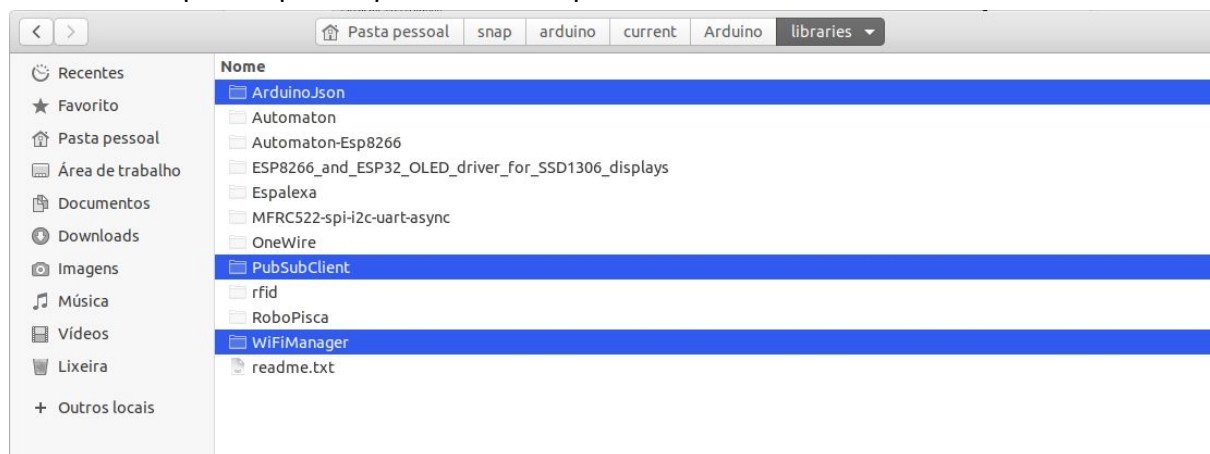 Pasta pessoal snap arduino current Arduino libraries
Recentes
Favorito
Pasta pessoal
Área de trabalho
Documentos
Downloads
Imagens
Música
Vídeos
Lixeira
+ Outros locais
Nome
ArduinoJson
Automaton
Automaton-Esp8266
ESP8266_and_ESP32_OLED_driver_for_SSD1306_displays
Espalexa
MFRC522-spi-i2c-uart-async
OneWire
PubSubClient
rfid
RoboPisca
WiFiManager
readme.txt